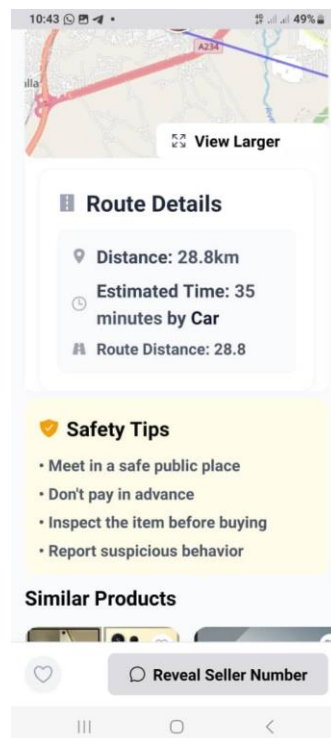 10:43
49%
A234
lla
View Larger
Route Details
Distance: 28.8km
Estimated Time: 35
minutes by Car
Route Distance: 28.8
Safety Tips
• Meet in a safe public place
• Don't pay in advance
• Inspect the item before buying
• Report suspicious behavior
Similar Products
Reveal Seller Number